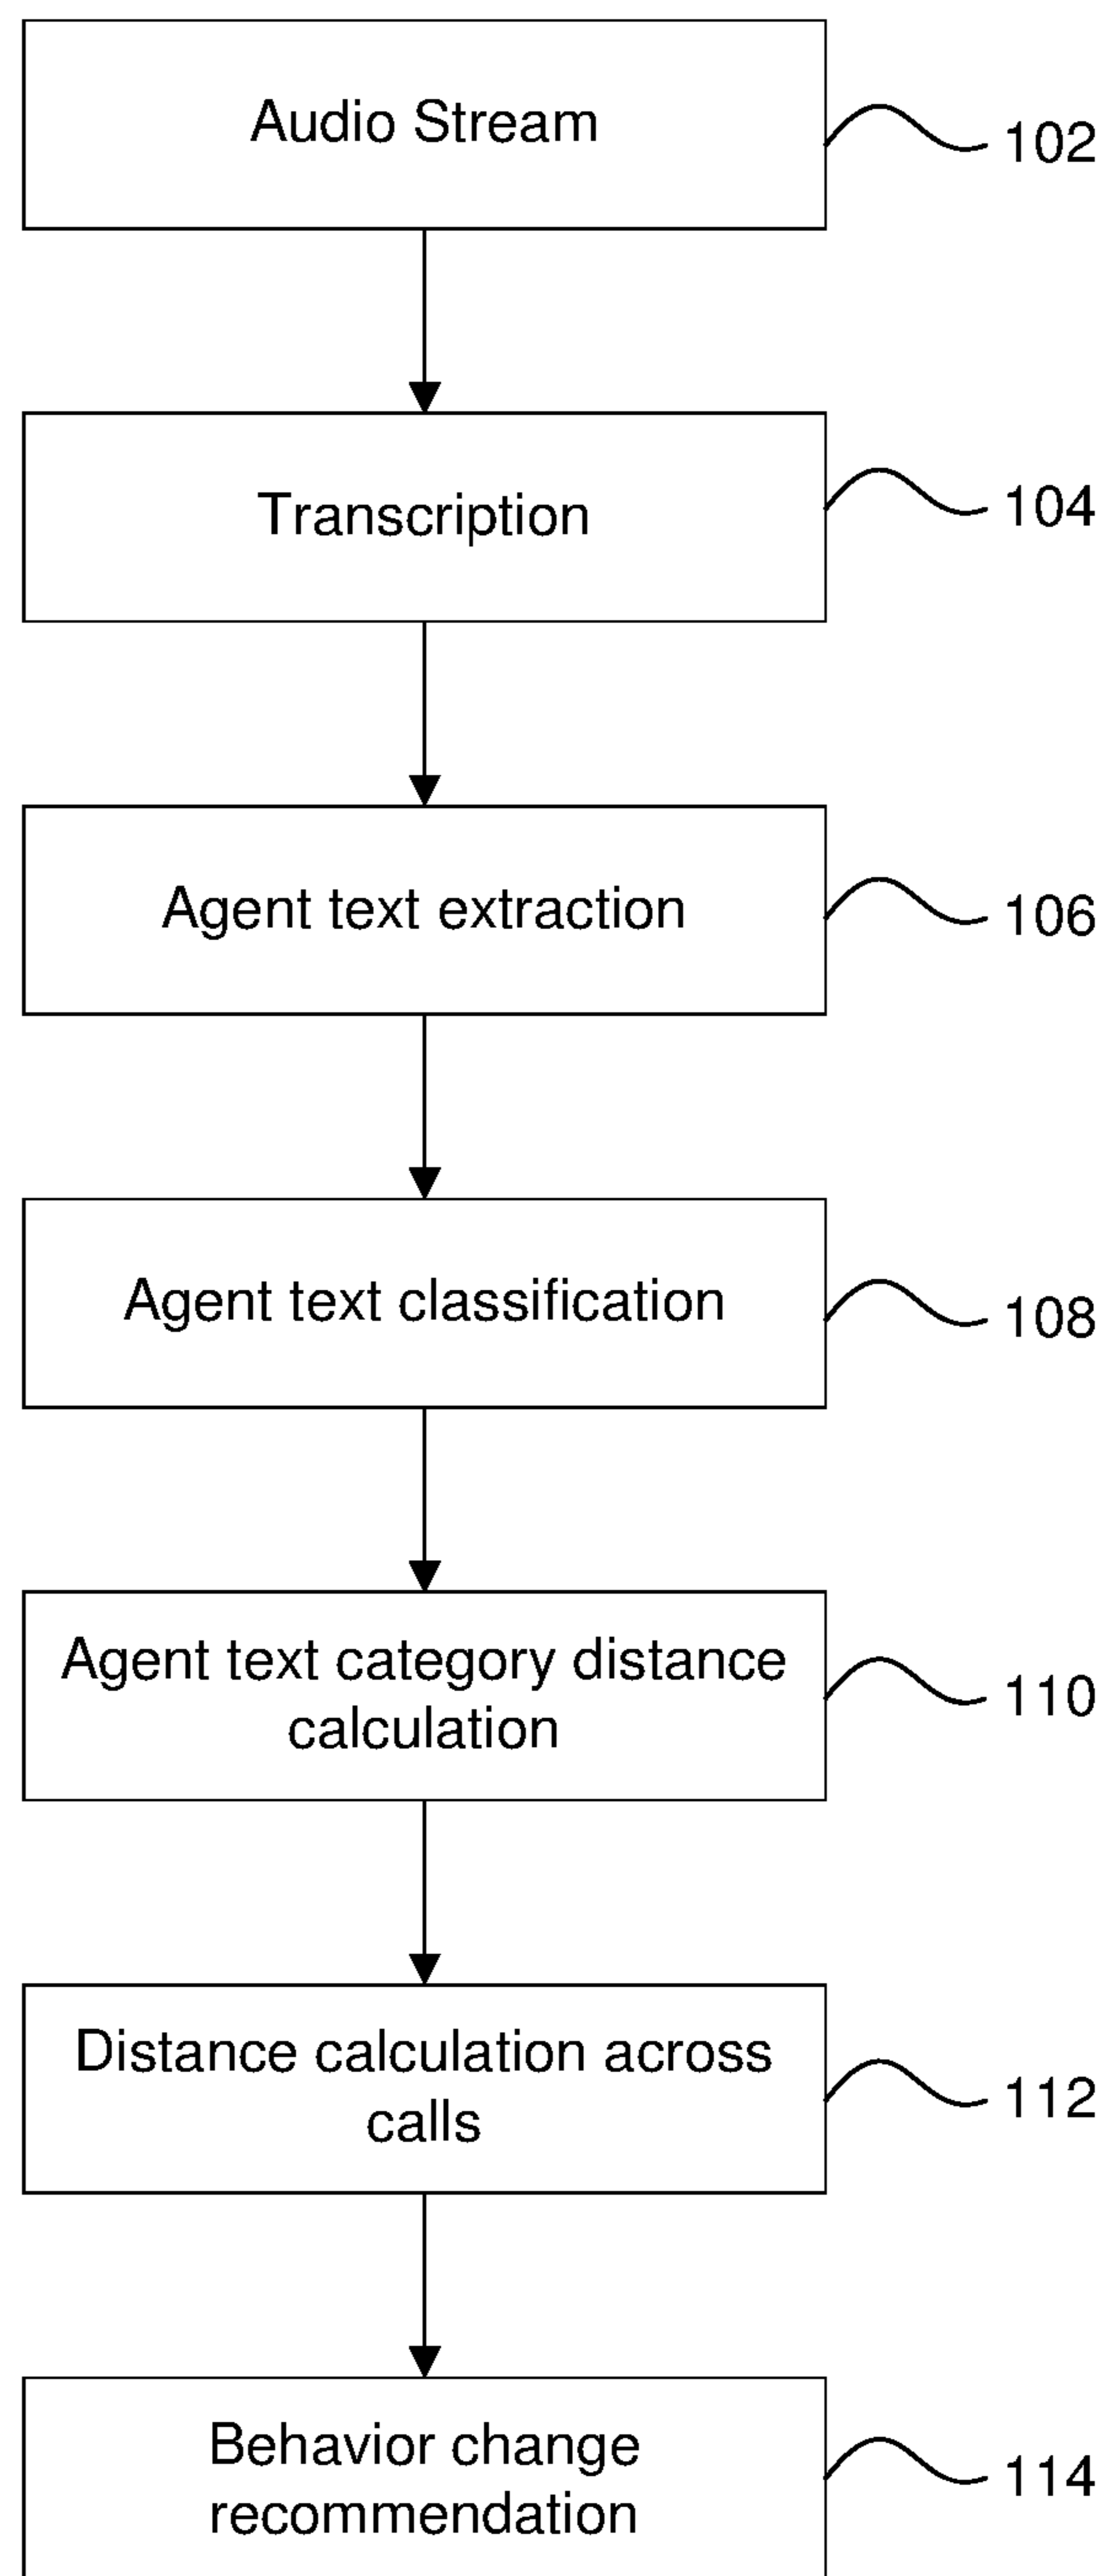 Audio Stream
102
Transcription
104
Agent text extraction
106
Agent text classification
108
Agent text category distance
calculation
110
Distance calculation across
calls
112
Behavior change
recommendation
114